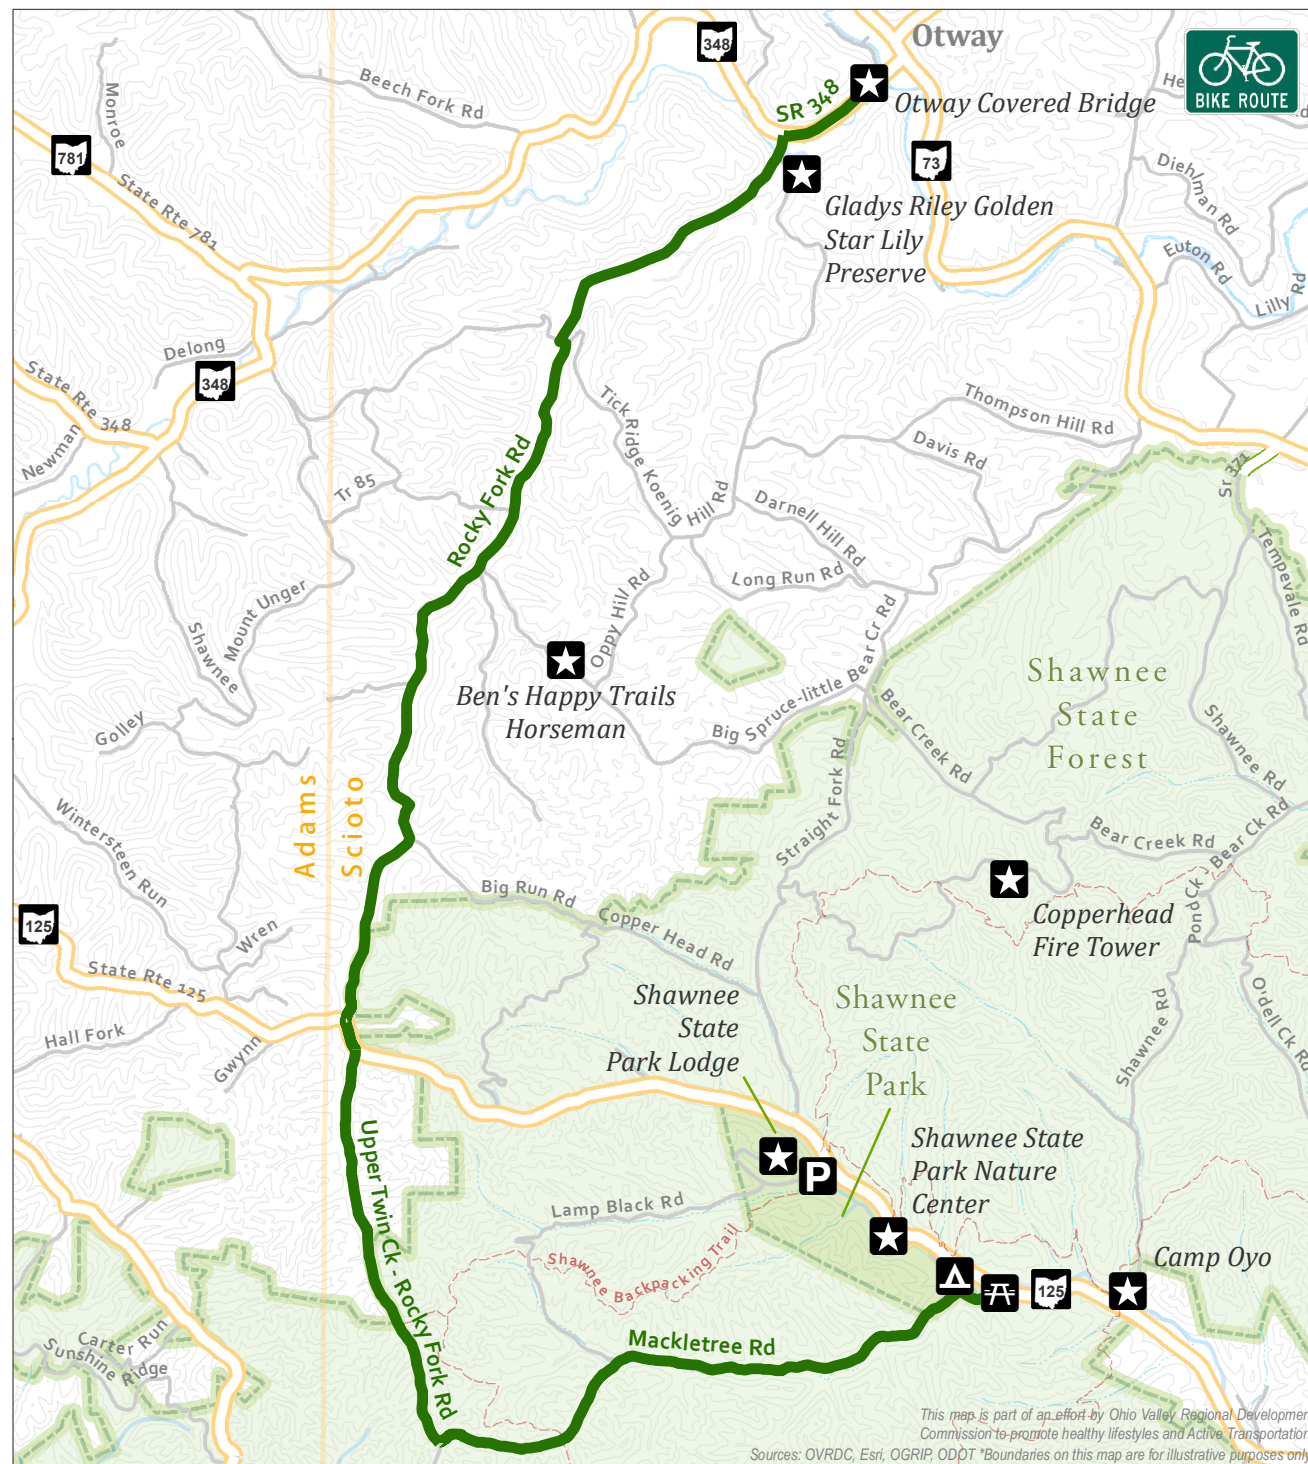 Otway
348
BIKE ROUTE
Beech Fork Rd
Monroe
SR 348
Otway Covered Bridge
781
73
State Rte 781
Gladys Riley Golden
Star Lily
Preserve
Diehlman Rd
Euton Rd
Lilly Rd
Delong
348
State Rte 348
Newman
Tick Ridge Koenig
Thompson Hill Rd
Davis Rd
Sr 371
Tr 85
Rocky Fork Rd
Hill Rd
Darnell Hill Rd
Long Run Rd
Tempevale Rd
Mount Unger
Shawnee
Oppy Hill Rd
Big Spruce-little Bear Cr Rd
Ben's Happy Trails
Horseman
Shawnee
State
Forest
Golley
Bear Creek Rd
Shawnee Rd
Straight Fork Rd
Adams
Scioto
Wintersteen Run
Bear Creek Rd
Bear Ck Rd
Big Run Rd
Copper Head Rd
Copperhead
Fire Tower
Pond Ck
125
Wren
State Rte 125
Hall Fork
Gwynn
Shawnee
State
Park Lodge
Shawnee
State
Park
Shawnee Rd
O'dell Ck Rd
Upper Twin Ck - Rocky Fork Rd
P
Shawnee State
Park Nature
Center
Lamp Black Rd
Shawnee Backpacking Trail
125
Camp Oyo
Mackletree Rd
Carter Run
Sunshine Ridge
This map is part of an effort by Ohio Valley Regional Developmen
Commission to promote healthy lifestyles and Active Transportation
Sources: OVRDC, Esri, OGRIP, ODOT *Boundaries on this map are for illustrative purposes only